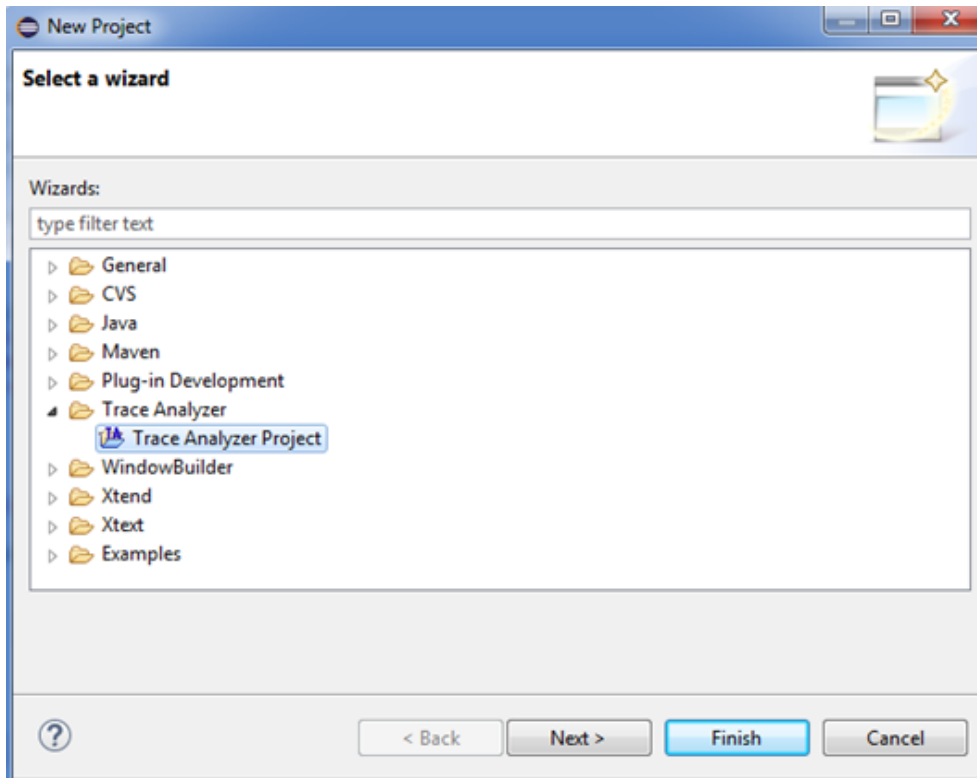 New Project
Select a wizard
Wizards:
type filter text
General
CVS
Java
Maven
Plug-in Development
Trace Analyzer
Trace Analyzer Project
WindowBuilder
Xtend
Xtext
Examples
?
< Back Next > Finish Cancel